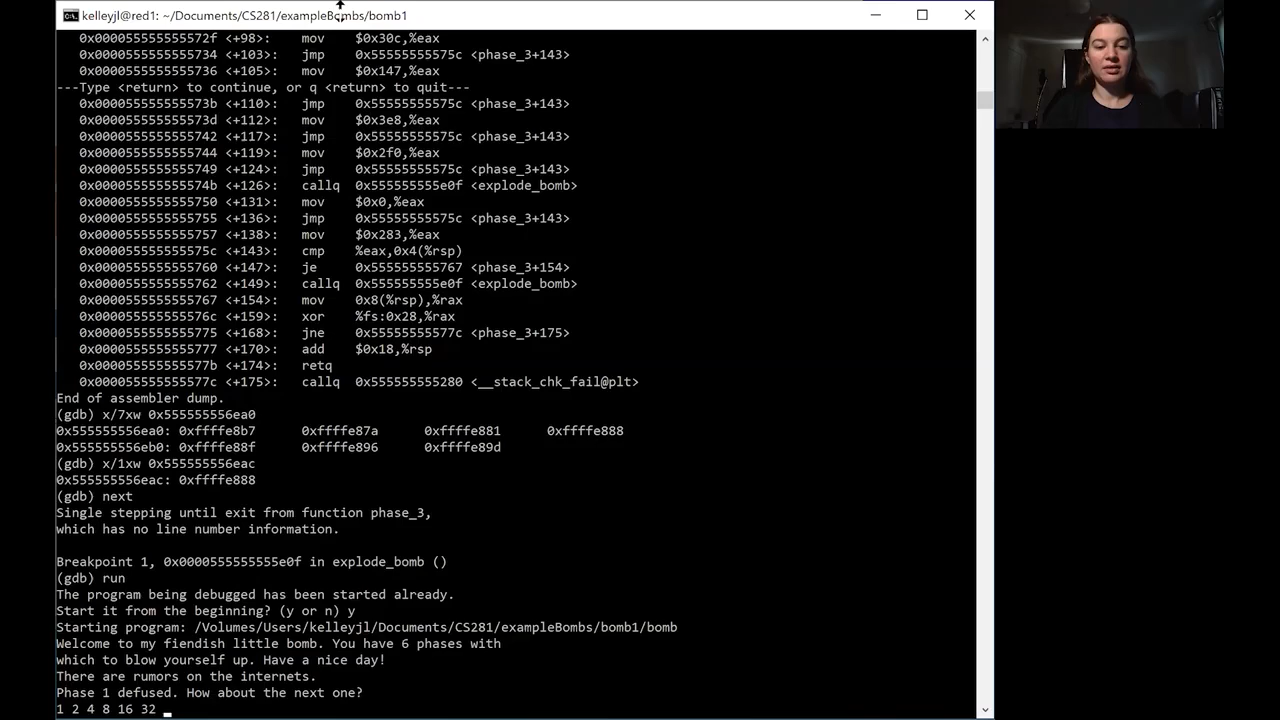 kelleyjl@red1: ~/Documents/CS281/exampleBombs/bomb1
0x000055555555572f <+98>: mov $0x30c,%eax
0x0000555555555734 <+103>: jmp 0x55555555575c <phase_3+143>
0x0000555555555736 <+105>: mov $0x147,%eax
---Type <return> to continue, or q <return> to quit---
0x000055555555573b <+110>: jmp 0x55555555575c <phase_3+143>
0x000055555555573d <+112>: mov $0x3e8,%eax
0x0000555555555742 <+117>: jmp 0x55555555575c <phase_3+143>
0x0000555555555744 <+119>: mov $0x2f0,%eax
0x0000555555555749 <+124>: jmp 0x55555555575c <phase_3+143>
0x000055555555574b <+126>: callq 0x555555555e0f <explode_bomb>
0x0000555555555750 <+131>: mov $0x0,%eax
0x0000555555555755 <+136>: jmp 0x55555555575c <phase_3+143>
0x0000555555555757 <+138>: mov $0x283,%eax
0x000055555555575c <+143>: cmp %eax,0x4(%rsp)
0x0000555555555760 <+147>: je 0x555555555767 <phase_3+154>
0x0000555555555762 <+149>: callq 0x555555555e0f <explode_bomb>
0x0000555555555767 <+154>: mov 0x8(%rsp),%rax
0x000055555555576c <+159>: xor %fs:0x28,%rax
0x0000555555555775 <+168>: jne 0x55555555577c <phase_3+175>
0x0000555555555777 <+170>: add $0x18,%rsp
0x000055555555577b <+174>: retq
0x000055555555577c <+175>: callq 0x555555555280 <__stack_chk_fail@plt>
End of assembler dump.
(gdb) x/7xw 0x555555556ea0
0x555555556ea0: 0xffffe8b7 0xffffe87a 0xffffe881 0xffffe888
0x555555556eb0: 0xffffe88f 0xffffe896 0xffffe89d
(gdb) x/1xw 0x555555556eac
0x555555556eac: 0xffffe888
(gdb) next
Single stepping until exit from function phase_3,
which has no line number information.
Breakpoint 1, 0x0000555555555e0f in explode_bomb ()
(gdb) run
The program being debugged has been started already.
Start it from the beginning? (y or n) y
Starting program: /Volumes/Users/kelleyjl/Documents/CS281/exampleBombs/bomb1/bomb
Welcome to my fiendish little bomb. You have 6 phases with
which to blow yourself up. Have a nice day!
There are rumors on the internets.
Phase 1 defused. How about the next one?
1 2 4 8 16 32